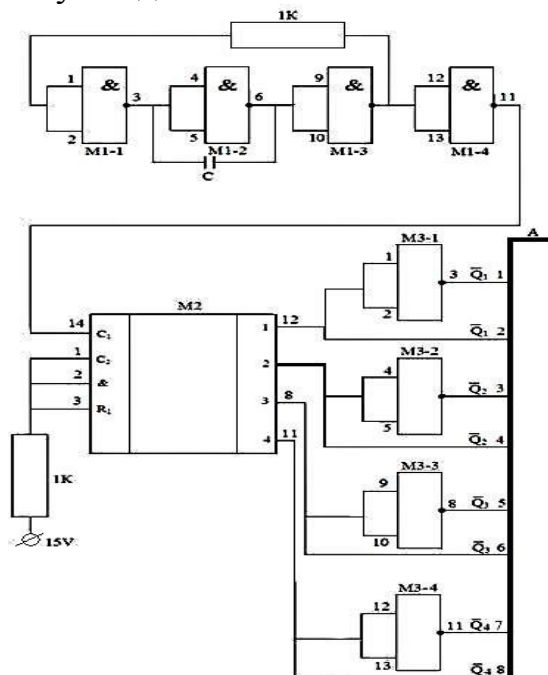 1K
1 & 3 4 & 6 9 & 12 & 11
2 5 10 13
M1-1 M1-2 M1-3 M1-4
C
A
M3-1
1 3 Q̅₁ 1
2
M2
14 C₁ 1 12 Q̅₁ 2
M3-2
1 C₂ 4
2 & 2 Q̅₂ 3
3 R₁ 3 8 5
4 11 Q̅₂ 4
M3-3
1K 9 8 Q̅₃ 5
10
15V Q̅₃ 6
M3-4
12 11 Q̅₄ 7
13
Q̅₄ 8